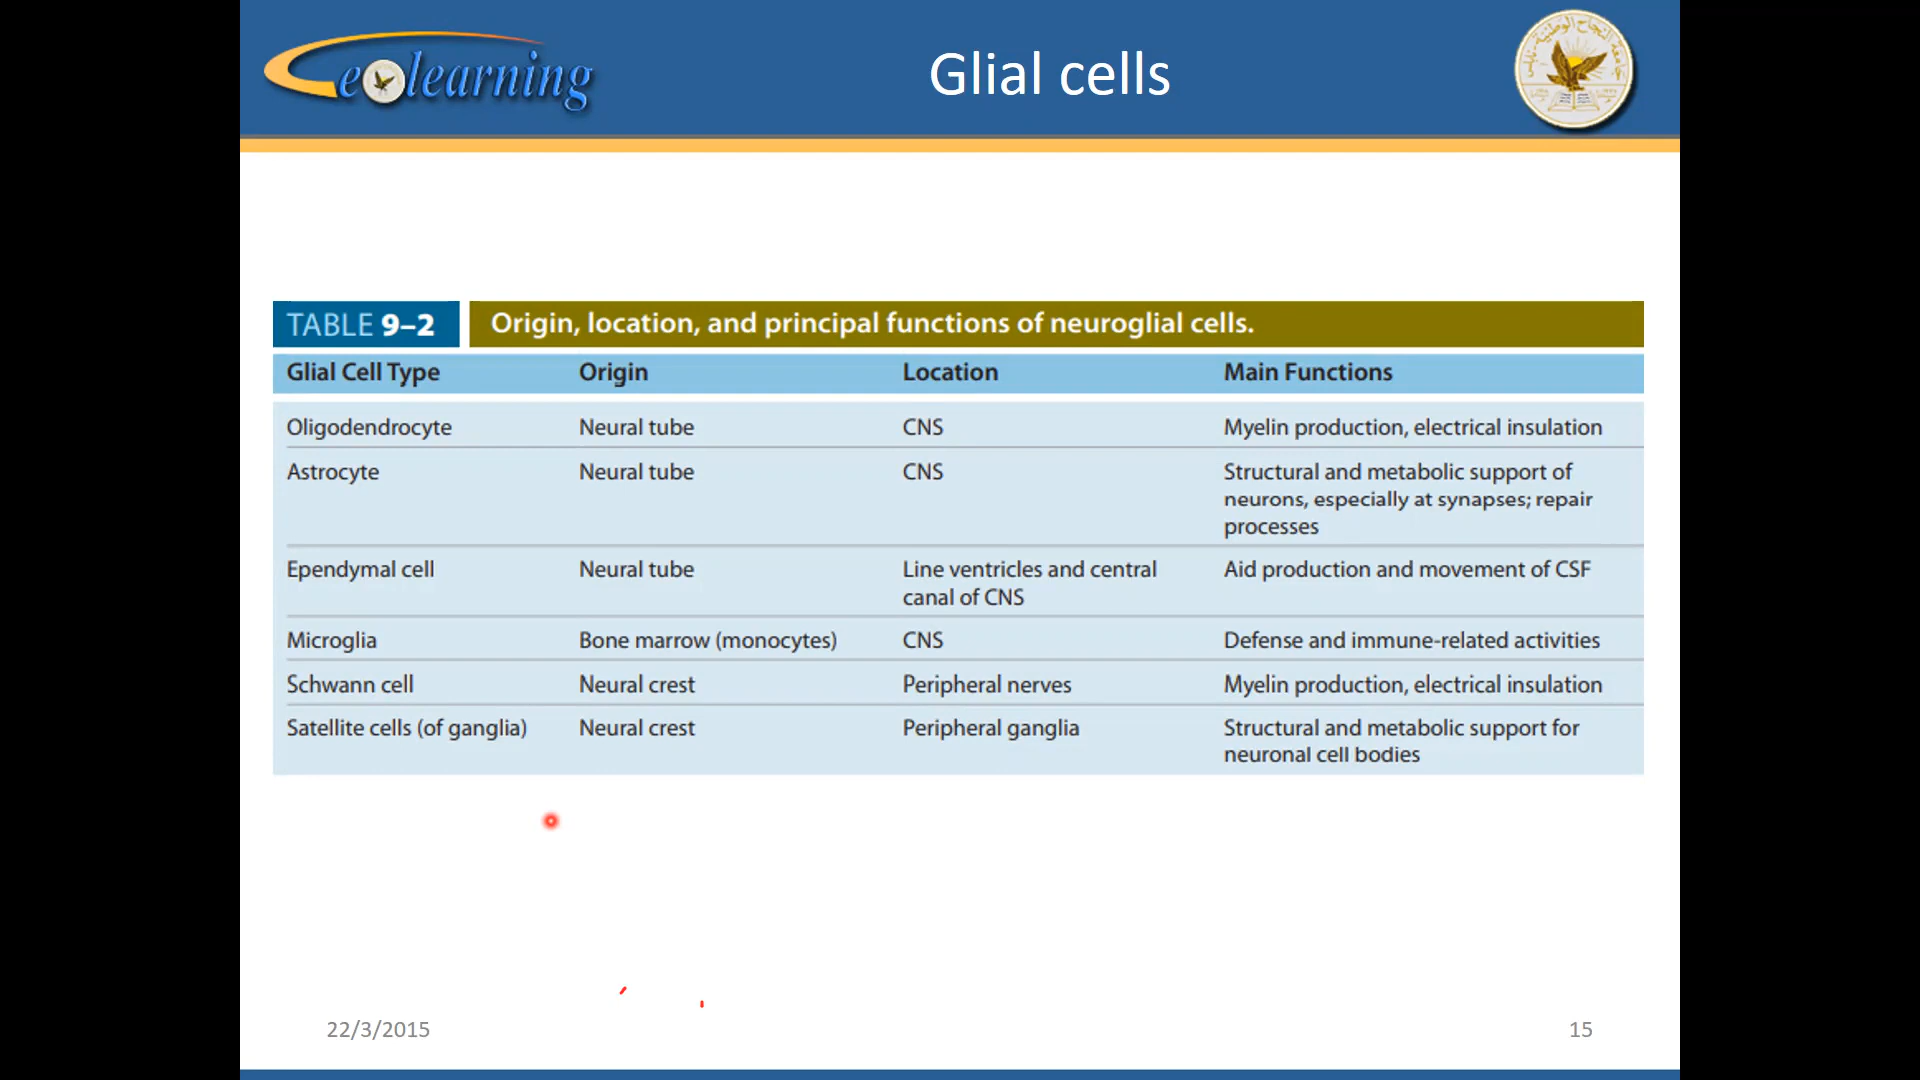 elearning
Glial cells
TABLE 9–2 Origin, location, and principal functions of neuroglial cells.
Glial Cell Type Origin Location Main Functions
Oligodendrocyte Neural tube CNS Myelin production, electrical insulation
Astrocyte Neural tube CNS Structural and metabolic support of
neurons, especially at synapses; repair
processes
Ependymal cell Neural tube Line ventricles and central Aid production and movement of CSF
canal of CNS
Microglia Bone marrow (monocytes) CNS Defense and immune-related activities
Schwann cell Neural crest Peripheral nerves Myelin production, electrical insulation
Satellite cells (of ganglia) Neural crest Peripheral ganglia Structural and metabolic support for
neuronal cell bodies
22/3/2015 15